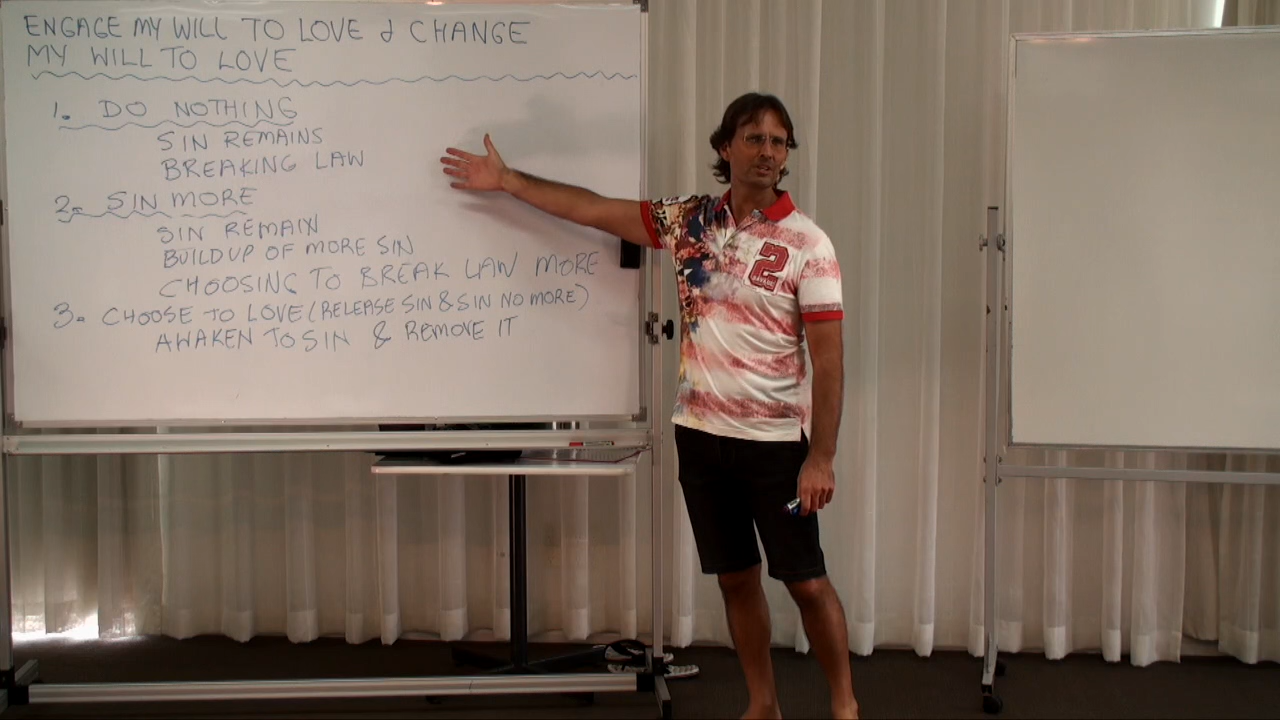 ENGAGE MY WILL TO LOVE & CHANGE
MY WILL TO LOVE
1. DO NOTHING
SIN REMAINS
BREAKING LAW
2. SIN MORE
SIN REMAIN
BUILDUP OF MORE SIN
CHOOSING TO BREAK LAW MORE
3. CHOOSE TO LOVE (RELEASE SIN & SIN NO MORE)
AWAKEN TO SIN & REMOVE IT
2